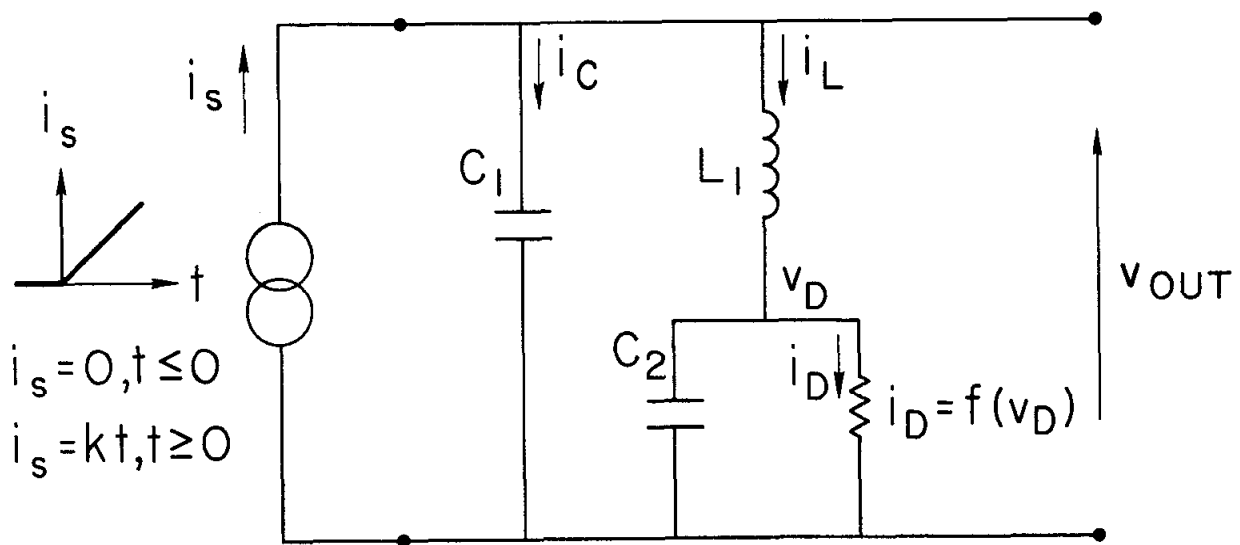 i_s
i_s
t
i_s = 0, t ≤ 0
i_s = kt, t ≥ 0
C_1
i_C
i_L
L_1
v_D
C_2
i_D
i_D = f(v_D)
v_OUT